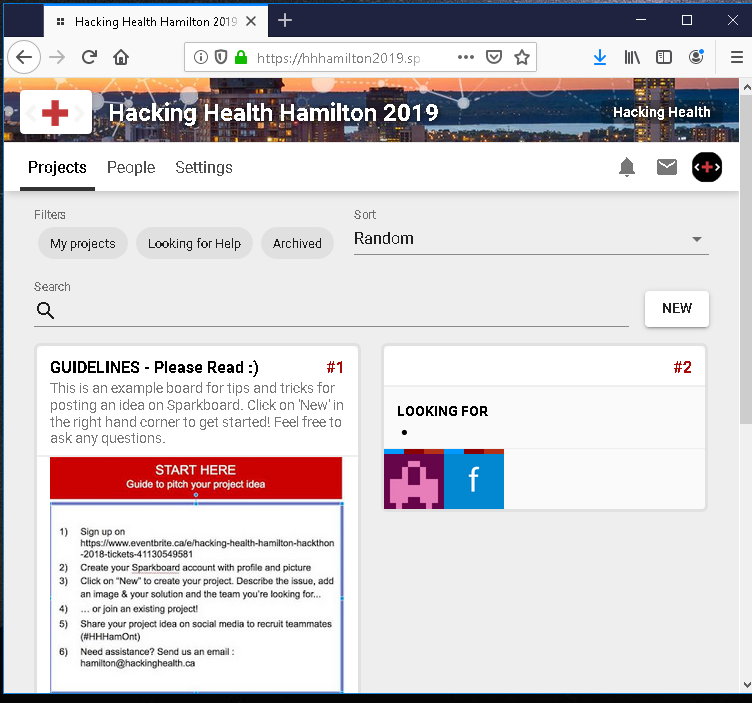 Hacking Health Hamilton 2019
https://hhhamilton2019.sp
Hacking Health Hamilton 2019
Hacking Health
Projects People Settings
Filters
My projects Looking for Help Archived
Sort
Random
Search
NEW
GUIDELINES - Please Read :) #1
This is an example board for tips and tricks for
posting an idea on Sparkboard. Click on 'New' in
the right hand corner to get started! Feel free to
ask any questions.
START HERE
Guide to pitch your project idea
1) Sign up on
https://www.eventbrite.ca/e/hacking-health-hamilton-hackthon
-2018-tickets-41130549581
2) Create your Sparkboard account with profile and picture
3) Click on “New” to create your project. Describe the issue, add
an image & your solution and the team you’re looking for...
4) … or join an existing project!
5) Share your project idea on social media to recruit teammates
(#HHHamOnt)
6) Need assistance? Send us an email :
hamilton@hackinghealth.ca
#2
LOOKING FOR
•
f